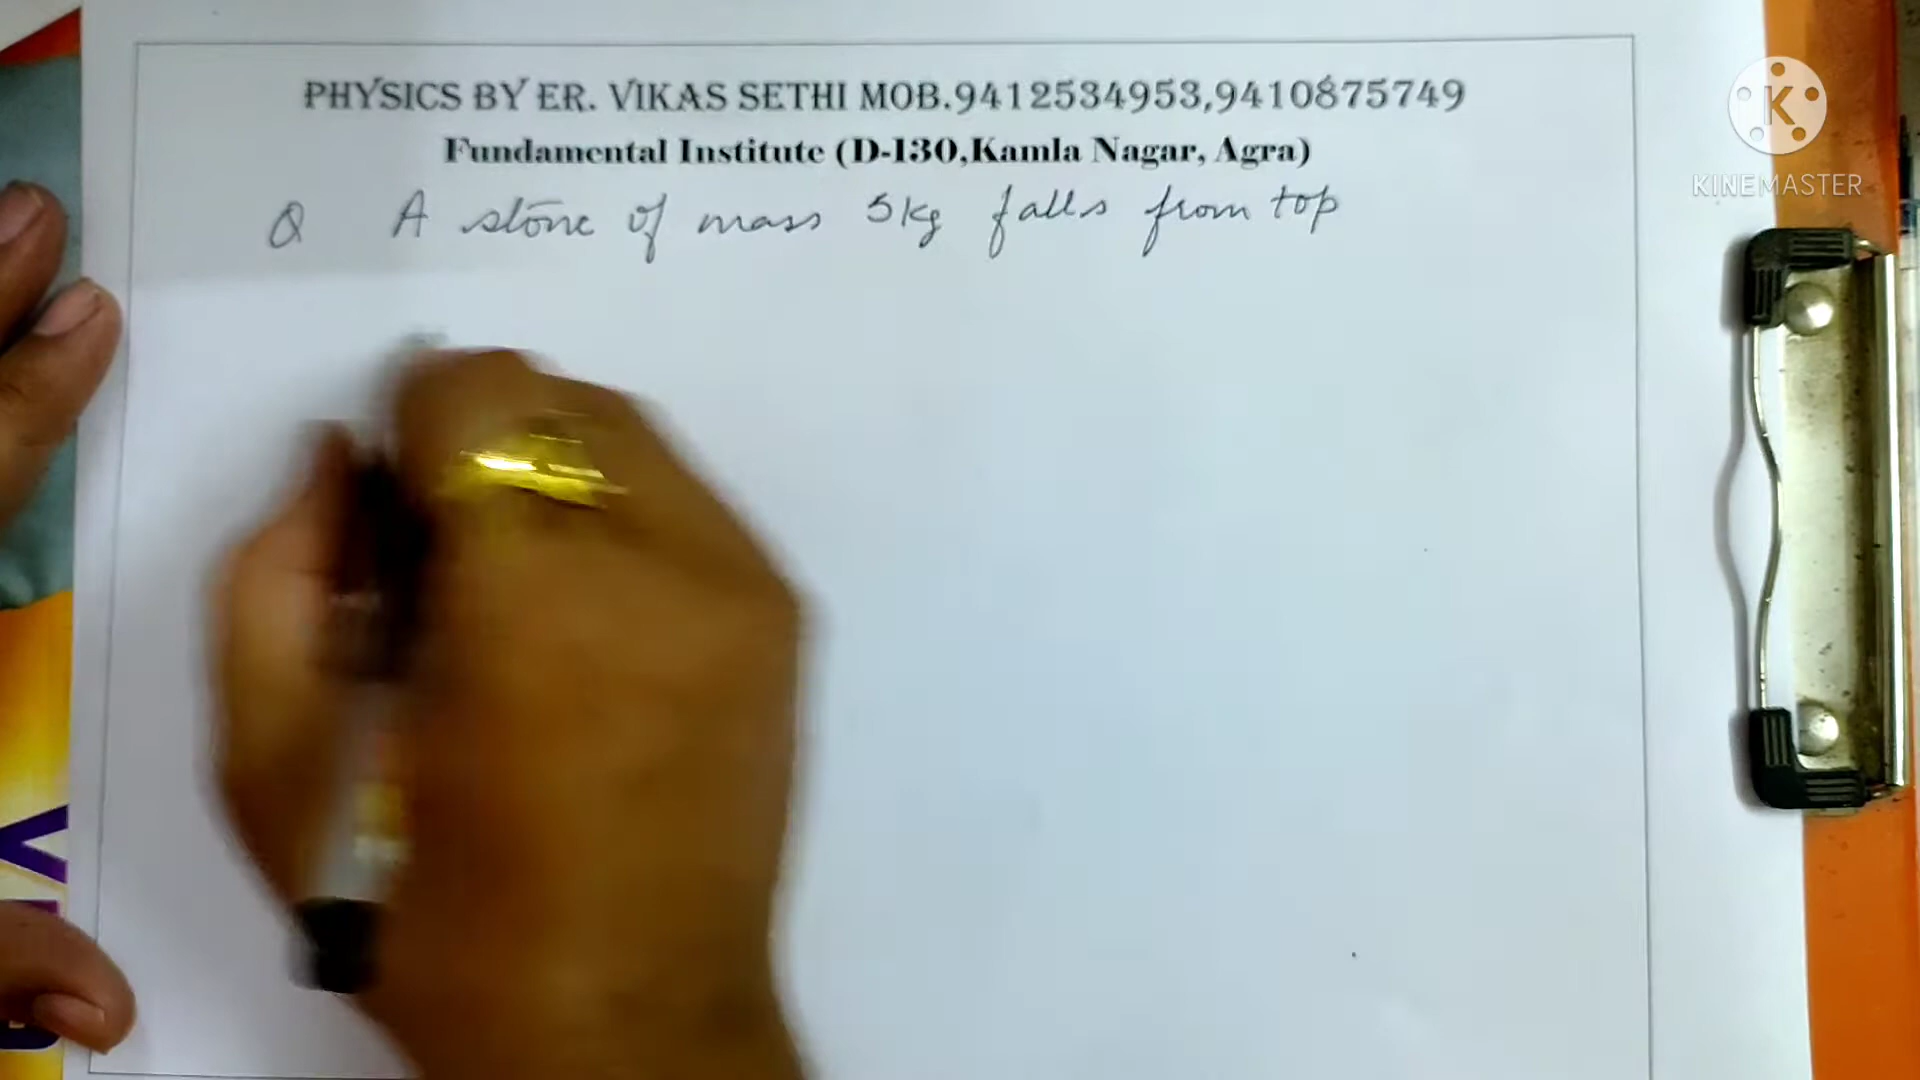 PHYSICS BY ER. VIKAS SETHI MOB.9412534953,9410875749
Fundamental Institute (D-130,Kamla Nagar, Agra)
Q A stone of mass 5kg falls from top
K
KINEMASTER
V